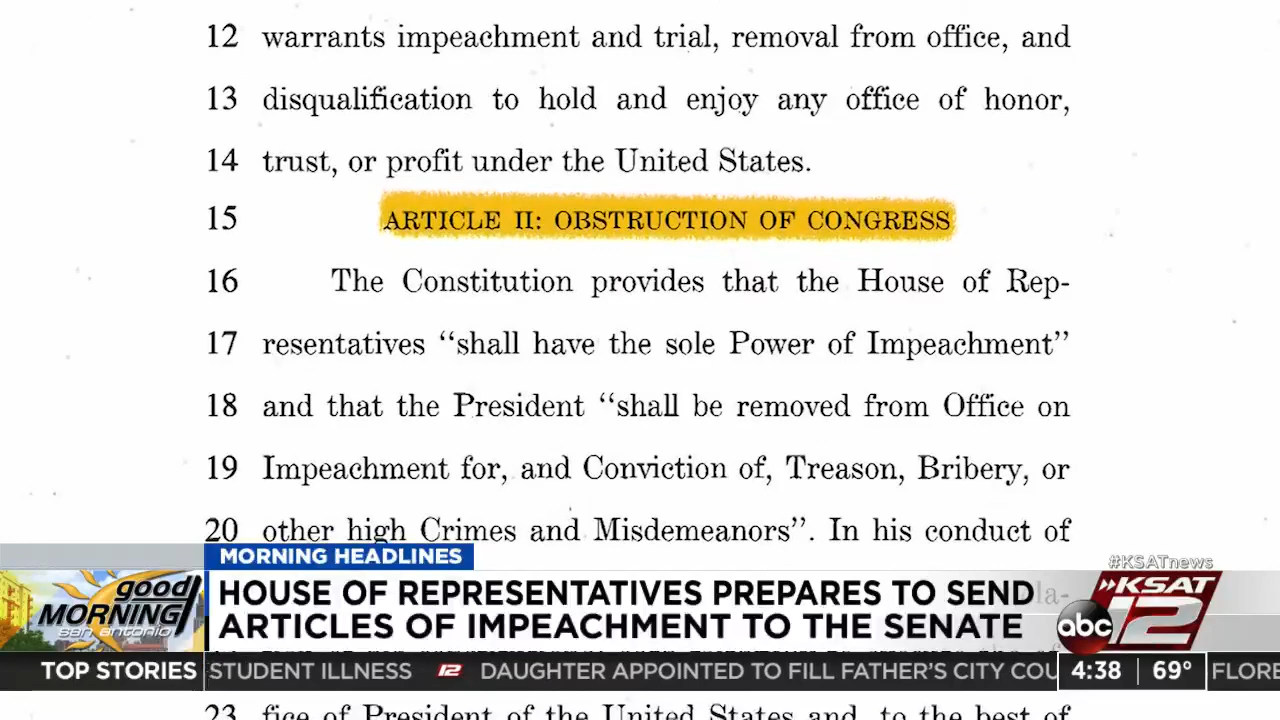 12 warrants impeachment and trial, removal from office, and
13 disqualification to hold and enjoy any office of honor,
14 trust, or profit under the United States.
15 ARTICLE II: OBSTRUCTION OF CONGRESS
16 The Constitution provides that the House of Rep-
17 resentatives “shall have the sole Power of Impeachment”
18 and that the President “shall be removed from Office on
19 Impeachment for, and Conviction of, Treason, Bribery, or
20 other high Crimes and Misdemeanors”. In his conduct of
MORNING HEADLINES
#KSATnews
good MORNING!
san antonio
HOUSE OF REPRESENTATIVES PREPARES TO SEND
ARTICLES OF IMPEACHMENT TO THE SENATE
abc KSAT 12
TOP STORIES STUDENT ILLNESS 12 DAUGHTER APPOINTED TO FILL FATHER'S CITY COU 4:38 69° FLORE
23 fice of President of the United States and, to the best of